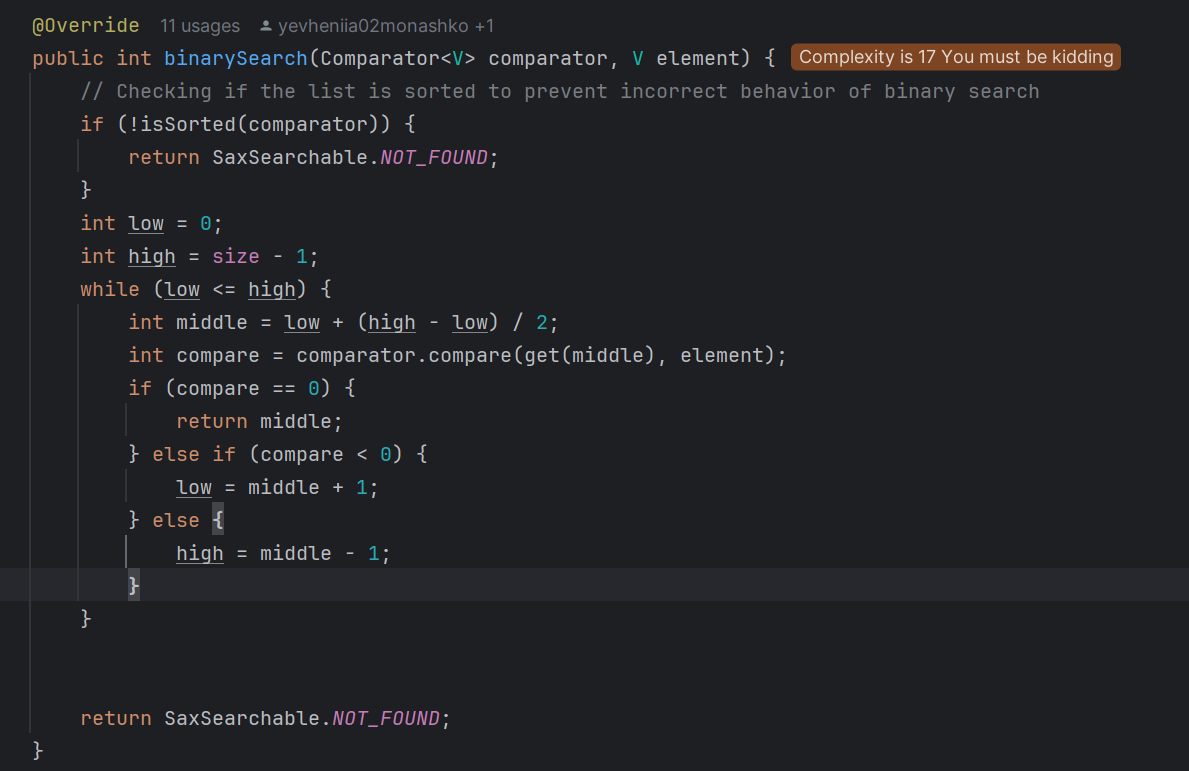 @Override 11 usages yevheniia02monashko +1
public int binarySearch(Comparator<V> comparator, V element) { Complexity is 17 You must be kidding
// Checking if the list is sorted to prevent incorrect behavior of binary search
if (!isSorted(comparator)) {
return SaxSearchable.NOT_FOUND;
}
int low = 0;
int high = size - 1;
while (low <= high) {
int middle = low + (high - low) / 2;
int compare = comparator.compare(get(middle), element);
if (compare == 0) {
return middle;
} else if (compare < 0) {
low = middle + 1;
} else {
high = middle - 1;
}
}
return SaxSearchable.NOT_FOUND;
}